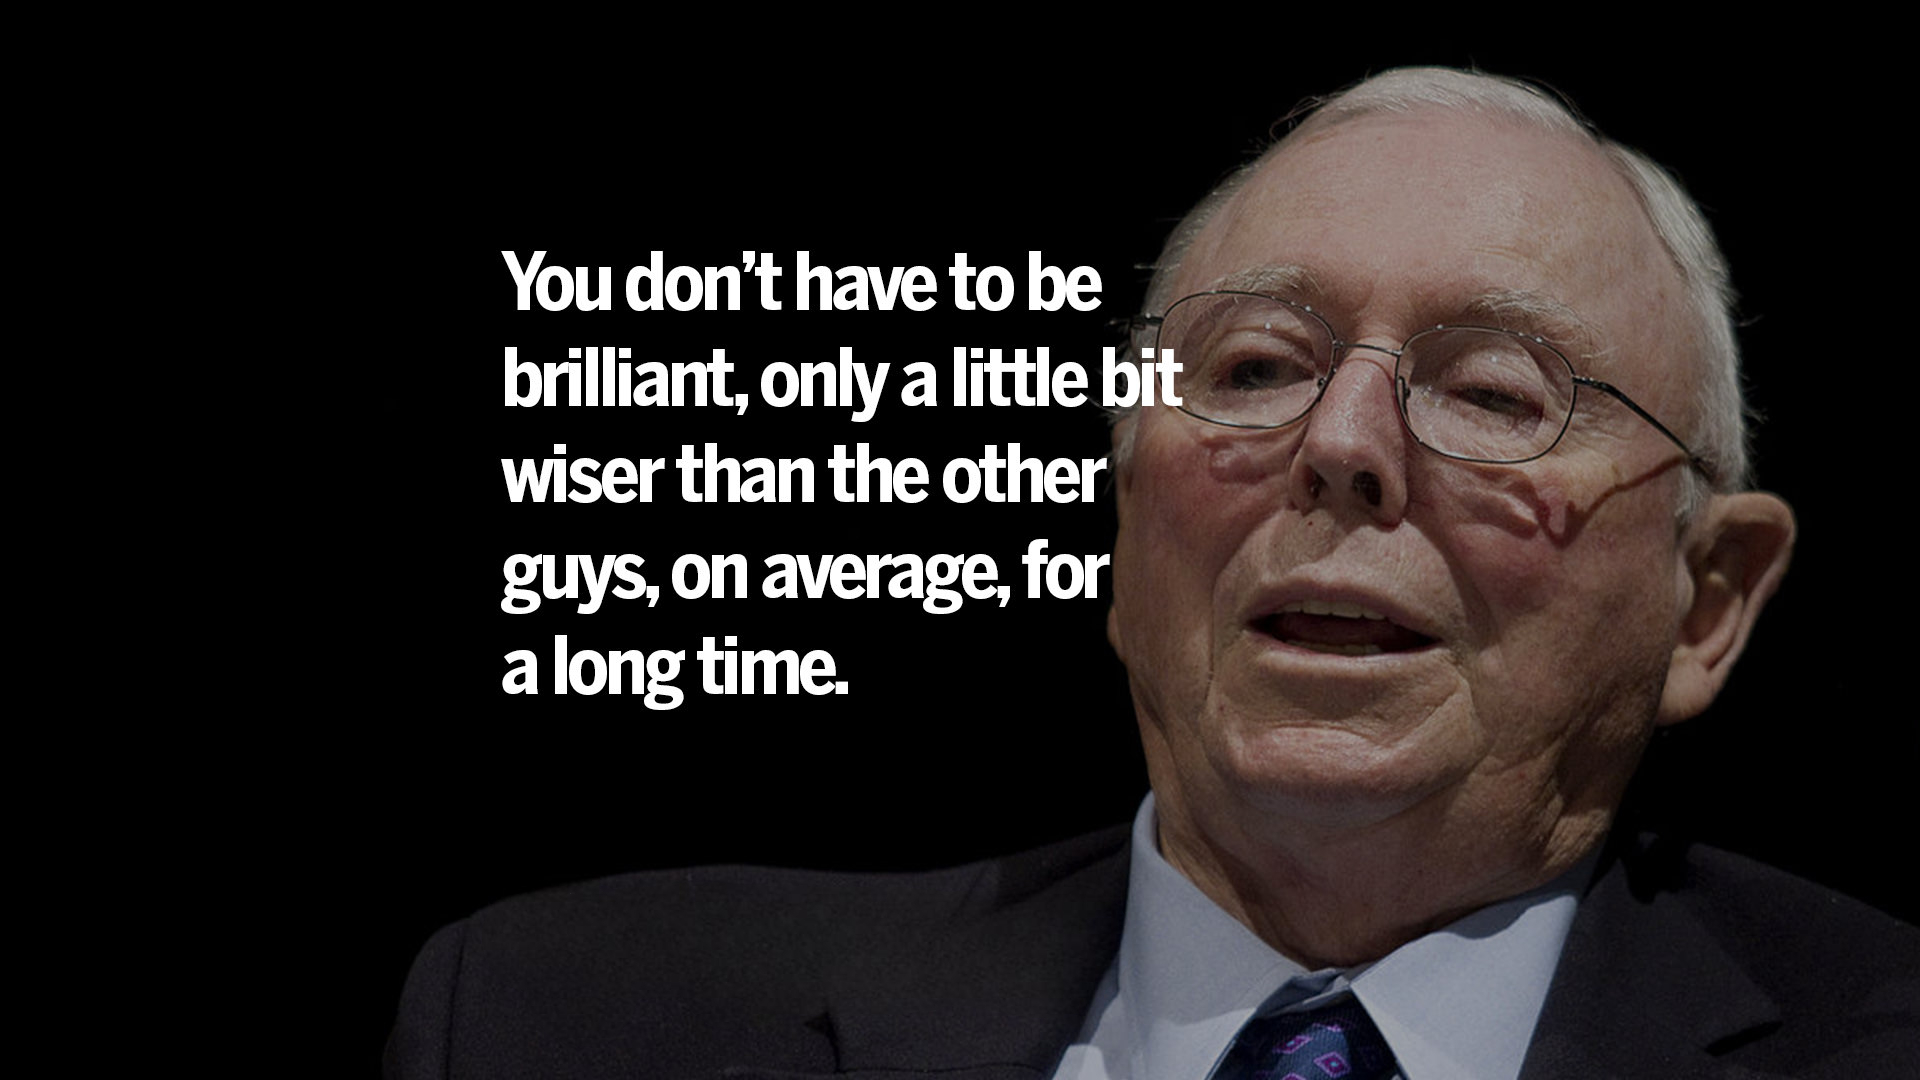 You don’t have to be
brilliant, only a little bit
wiser than the other
guys, on average, for
a long time.